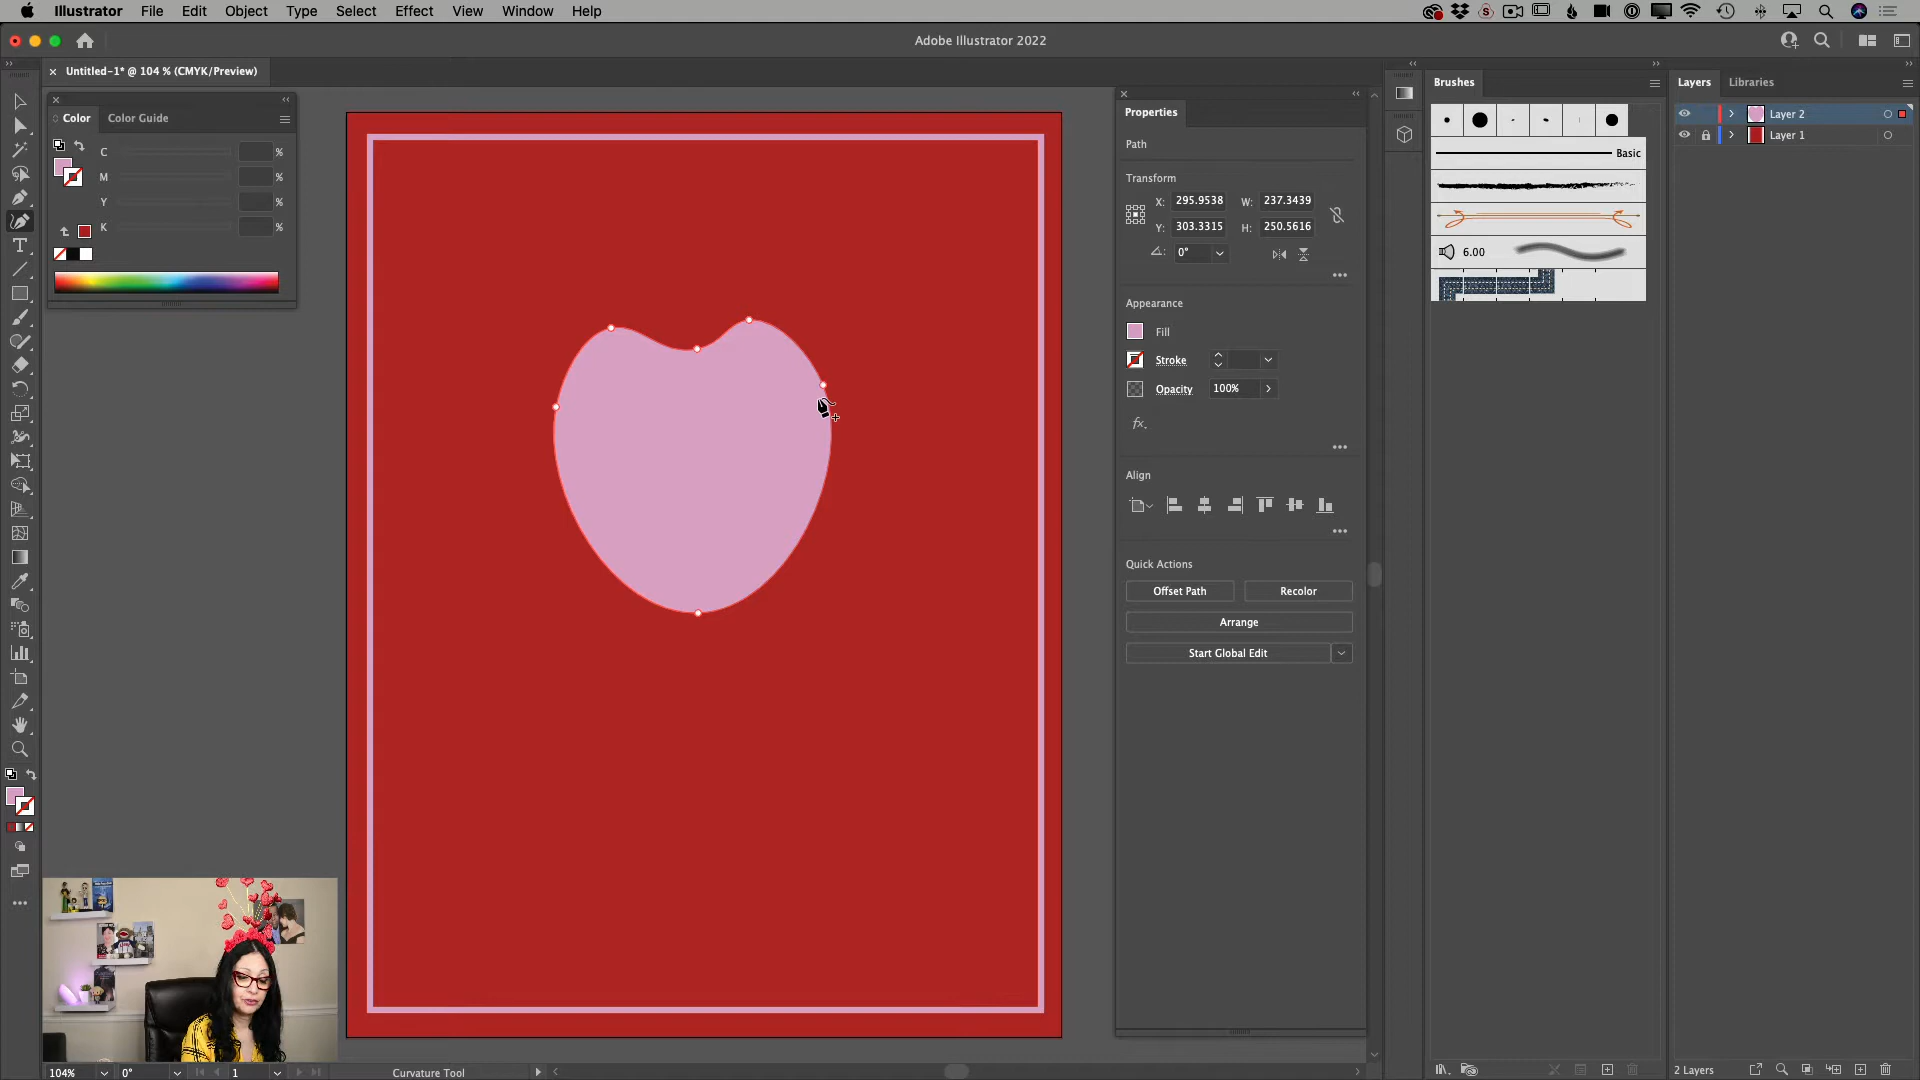 Illustrator File Edit Object Type Select Effect View Window Help
Adobe Illustrator 2022
Untitled-1* @ 104 % (CMYK/Preview)
Color Color Guide
C %
M %
Y %
K %
Properties
Path
Transform
X: 295.9538 W: 237.3439
Y: 303.3315 H: 250.5616
0°
Appearance
Fill
Stroke
Opacity 100%
fx.
Align
Quick Actions
Offset Path Recolor
Arrange
Start Global Edit
Brushes
Basic
6.00
Layers Libraries
Layer 2
Layer 1
104% 0° 1 Curvature Tool
2 Layers